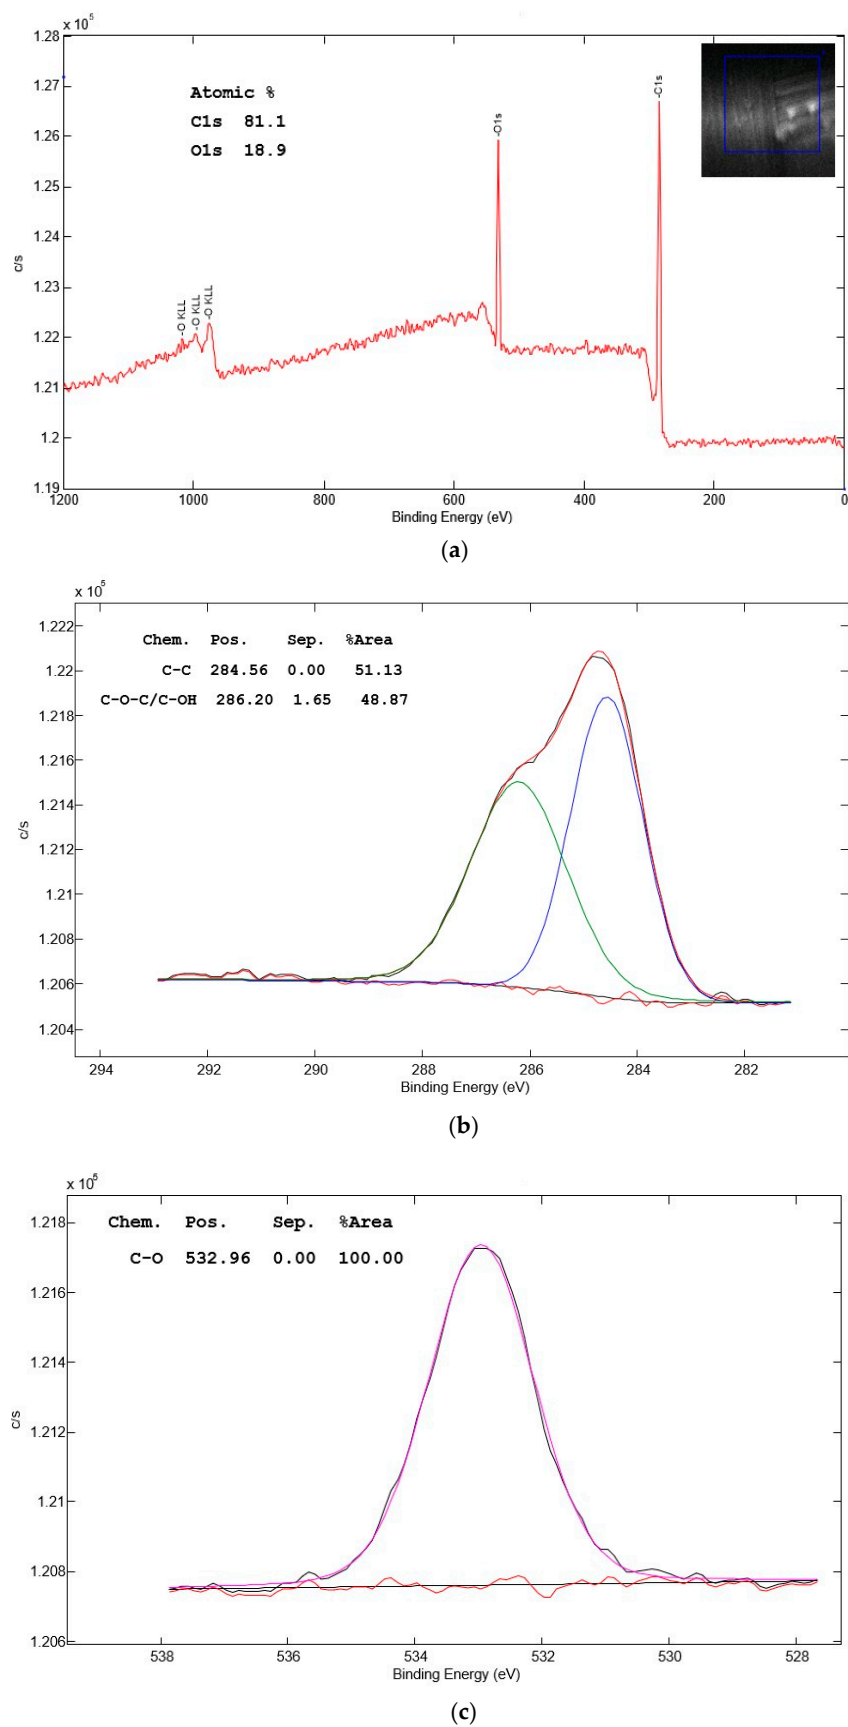 x 10⁵
1.28
1.27
1.26
1.25
1.24
1.23
1.22
1.21
1.2
1.19
c/s
Atomic %
C1s 81.1
O1s 18.9
-O KLL
-O KLL
-O KLL
-O1s
-C1s
1200 1000 800 600 400 200 0
Binding Energy (eV)
(a)
x 10⁵
1.222
1.22
1.218
1.216
1.214
1.212
1.21
1.208
1.206
1.204
c/s
Chem. Pos. Sep. %Area
C-C 284.56 0.00 51.13
C-O-C/C-OH 286.20 1.65 48.87
294 292 290 288 286 284 282
Binding Energy (eV)
(b)
x 10⁵
1.218
1.216
1.214
1.212
1.21
1.208
1.206
c/s
Chem. Pos. Sep. %Area
C-O 532.96 0.00 100.00
538 536 534 532 530 528
Binding Energy (eV)
(c)